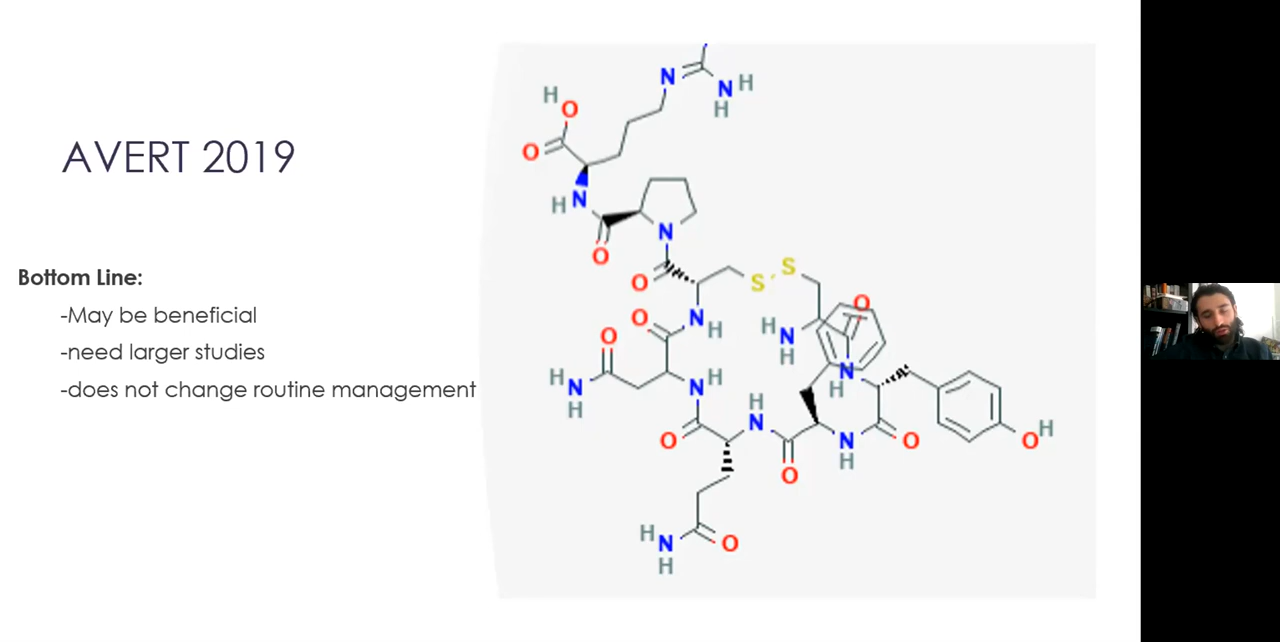 AVERT 2019
Bottom Line:
-May be beneficial
-need larger studies
-does not change routine management
H
O
O
N
N
H
H
H
N
O
N
O
S
S
O
N
H
O
O
H
N
H
H
N
H
N
H
O
N
H
H
N
O
H
N
H
O
O
H
H
N
H
O